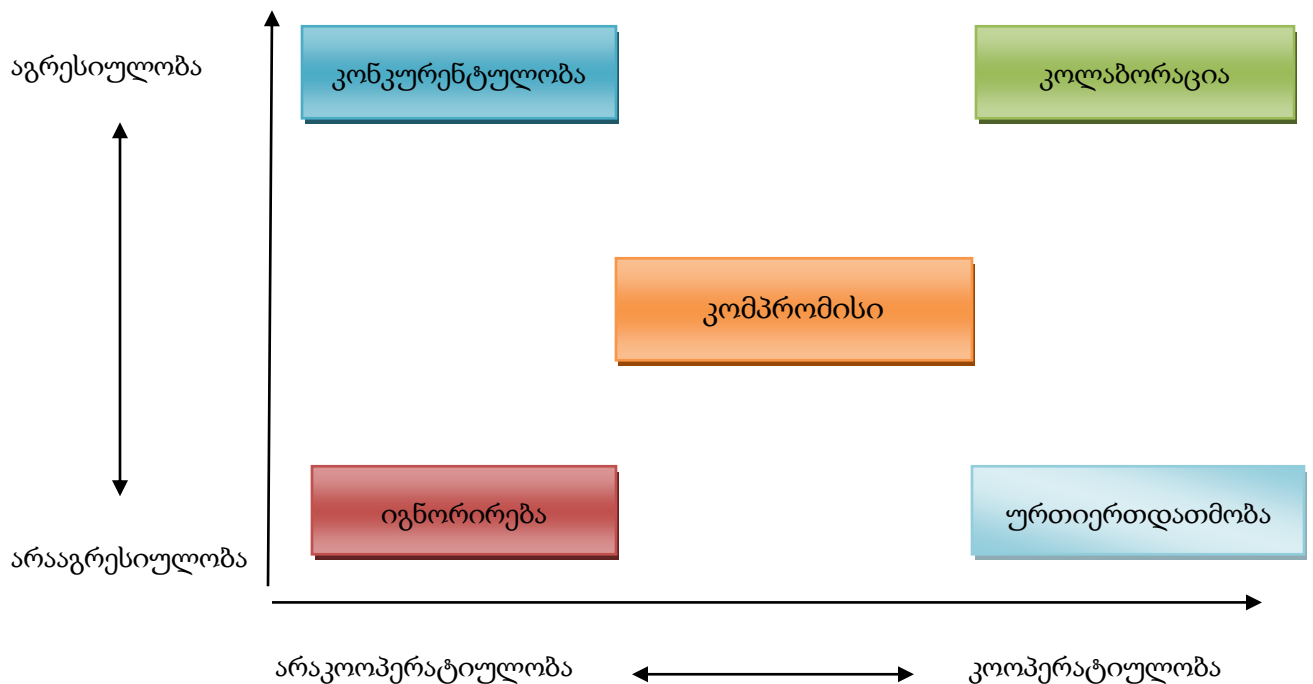 აგრესიულობა
კონკურენტულობა
კოლაბორაცია
კომპრომისი
იგნორირება
ურთიერთდათმობა
არააგრესიულობა
არაკოოპერატიულობა
კოოპერატიულობა